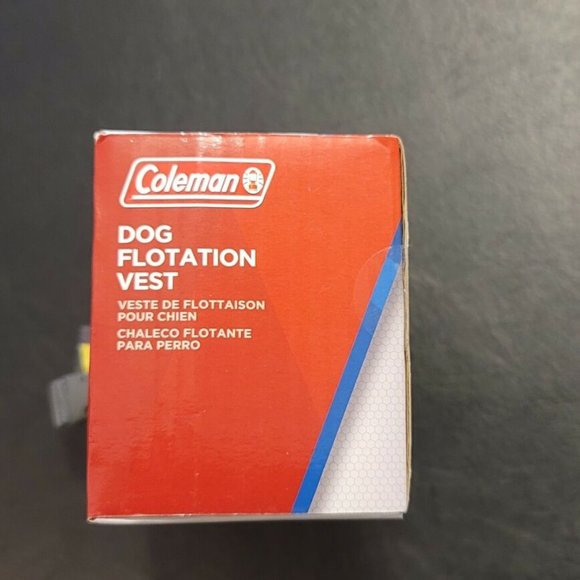 Coleman
DOG
FLOTATION
VEST
VESTE DE FLOTTAISON
POUR CHIEN
CHALECO FLOTANTE
PARA PERRO